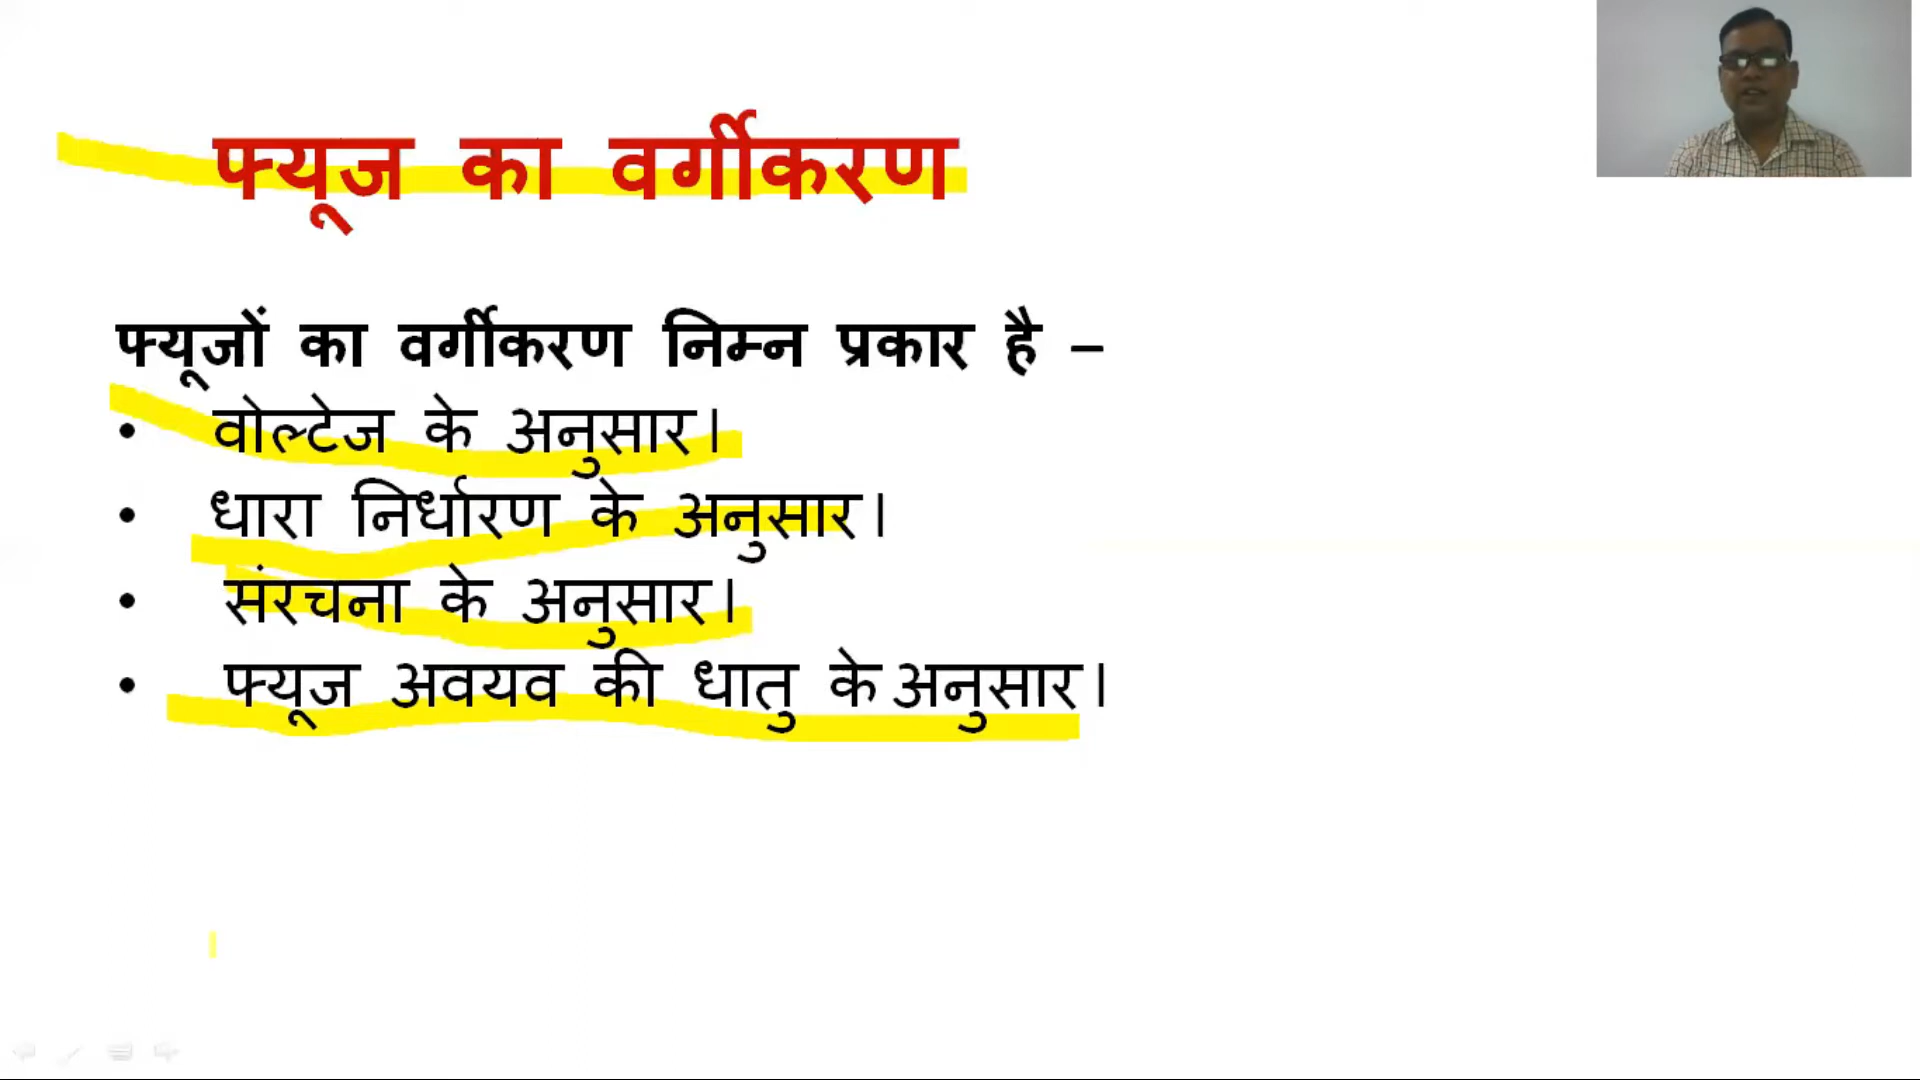 फ्यूज का वर्गीकरण
फ्यूजों का वर्गीकरण निम्न प्रकार है –
• वोल्टेज के अनुसार।
• धारा निर्धारण के अनुसार।
• संरचना के अनुसार।
• फ्यूज अवयव की धातु के अनुसार।